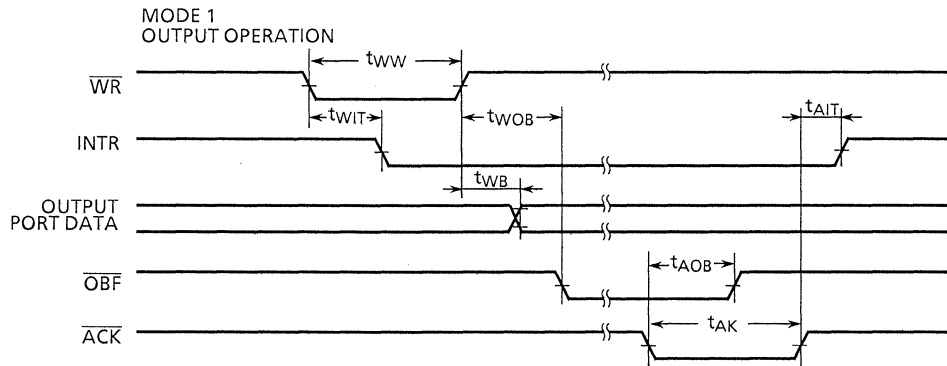 MODE 1
OUTPUT OPERATION
tWW
WR
tWIT
tWOB
tAIT
INTR
tWB
OUTPUT
PORT DATA
tAOB
OBF
tAK
ACK